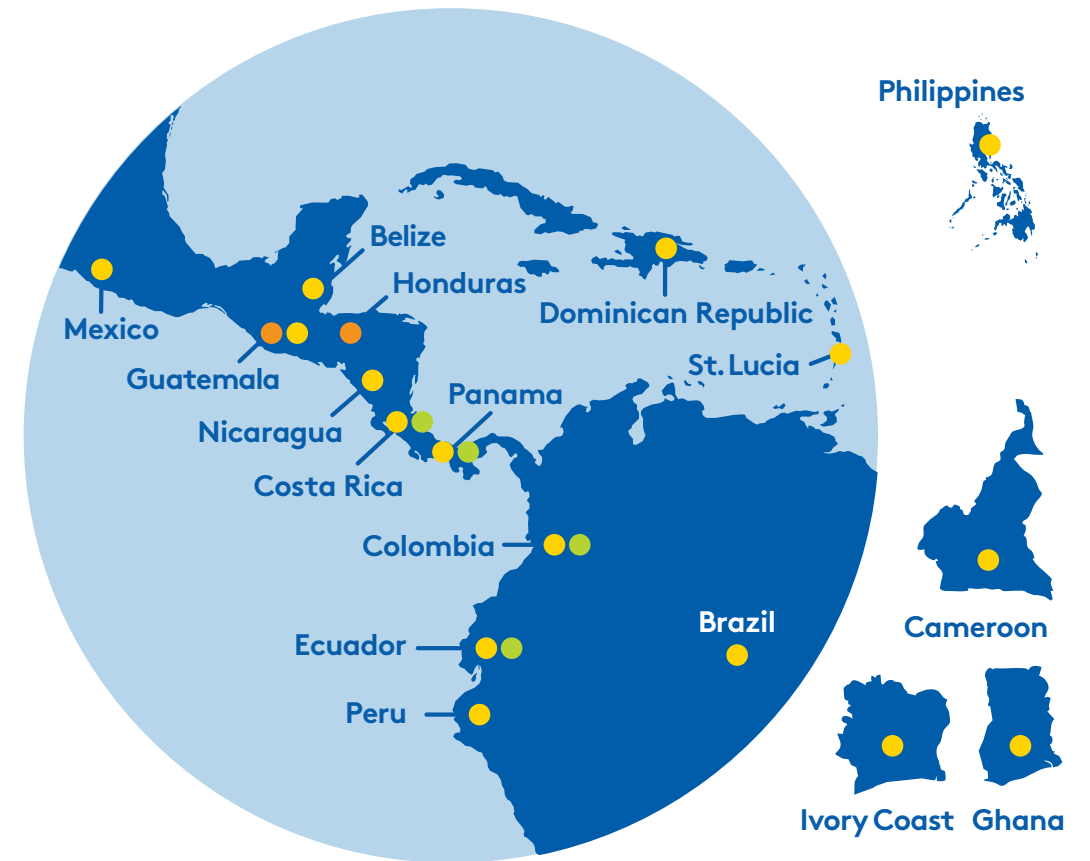 Philippines
Belize
Honduras
Dominican Republic
Mexico
St. Lucia
Guatemala
Panama
Nicaragua
Costa Rica
Colombia
Brazil
Cameroon
Ecuador
Peru
Ivory Coast
Ghana